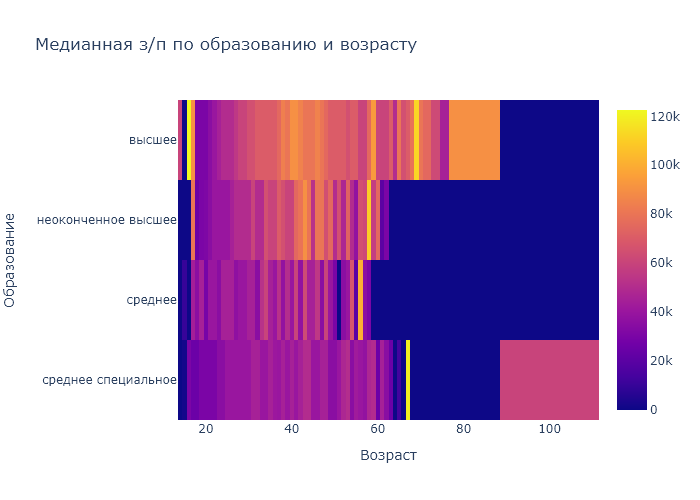 Медианная з/п по образованию и возрасту
высшее
неоконченное высшее
среднее
среднее специальное
Образование
20 40 60 80 100
Возраст
120k
100k
80k
60k
40k
20k
0